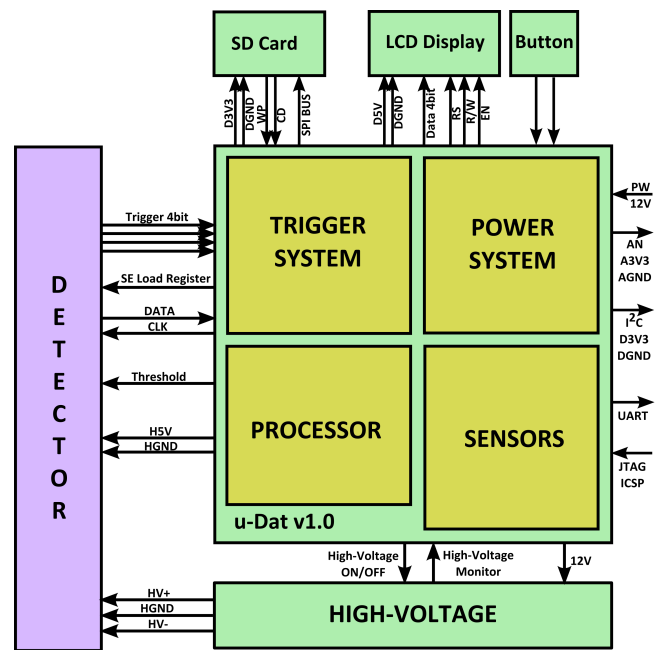 SD Card
LCD Display
Button
D3V3
DGND
WP
CD
SPI BUS
D5V
DGND
Data 4bit
RS
R/W
EN
Trigger 4bit
SE Load Register
DATA
CLK
Threshold
H5V
HGND
DETECTOR
TRIGGER
SYSTEM
POWER
SYSTEM
PROCESSOR
SENSORS
u-Dat v1.0
PW
12V
AN
A3V3
AGND
I²C
D3V3
DGND
UART
JTAG
ICSP
High-Voltage
ON/OFF
High-Voltage
Monitor
12V
HV+
HGND
HV-
HIGH-VOLTAGE